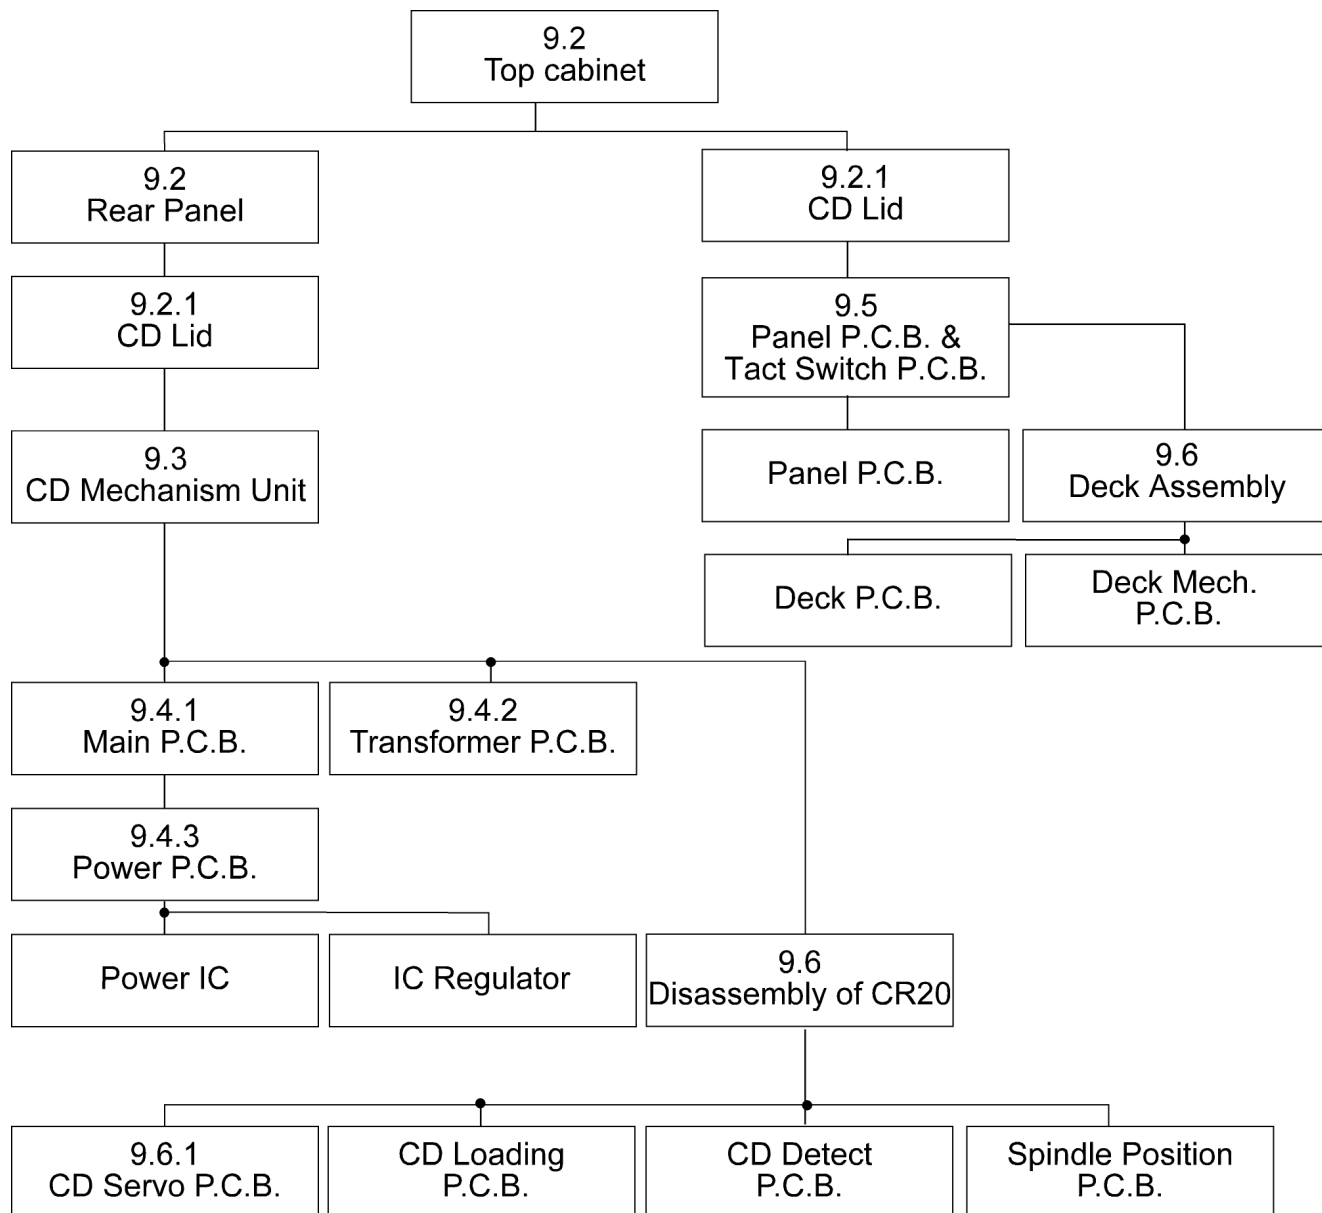 9.2
Top cabinet
9.2
Rear Panel
9.2.1
CD Lid
9.2.1
CD Lid
9.5
Panel P.C.B. &
Tact Switch P.C.B.
9.3
CD Mechanism Unit
Panel P.C.B.
9.6
Deck Assembly
Deck P.C.B.
Deck Mech.
P.C.B.
9.4.1
Main P.C.B.
9.4.2
Transformer P.C.B.
9.4.3
Power P.C.B.
Power IC
IC Regulator
9.6
Disassembly of CR20
9.6.1
CD Servo P.C.B.
CD Loading
P.C.B.
CD Detect
P.C.B.
Spindle Position
P.C.B.